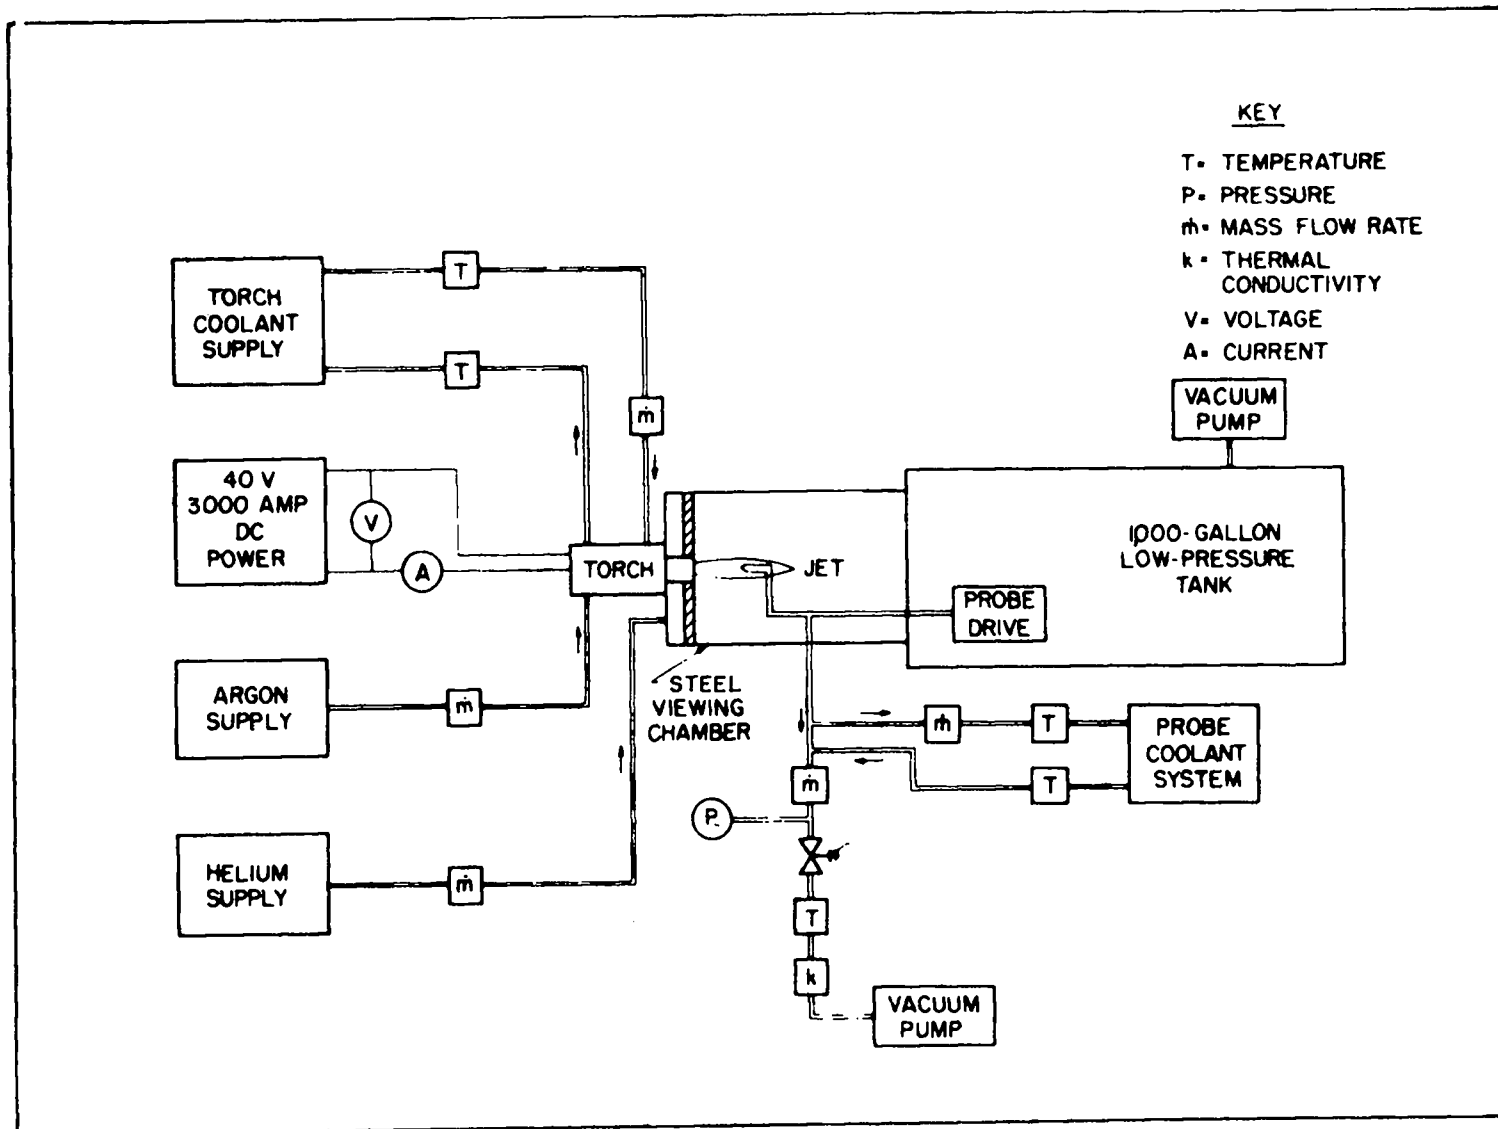 KEY
T= TEMPERATURE
P= PRESSURE
ṁ= MASS FLOW RATE
k= THERMAL
CONDUCTIVITY
V= VOLTAGE
A= CURRENT
TORCH
COOLANT
SUPPLY
T
T
ṁ
VACUUM
PUMP
40 V
3000 AMP
DC
POWER
V
A
TORCH
JET
1,000-GALLON
LOW-PRESSURE
TANK
PROBE
DRIVE
STEEL
VIEWING
CHAMBER
ARGON
SUPPLY
ṁ
ṁ
T
PROBE
COOLANT
SYSTEM
T
ṁ
P
HELIUM
SUPPLY
ṁ
T
k
VACUUM
PUMP